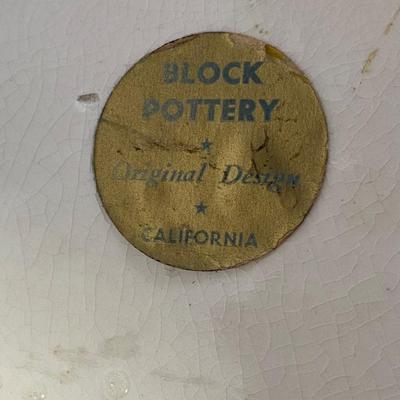 BLOCK
POTTERY
★
Original Design
★
CALIFORNIA